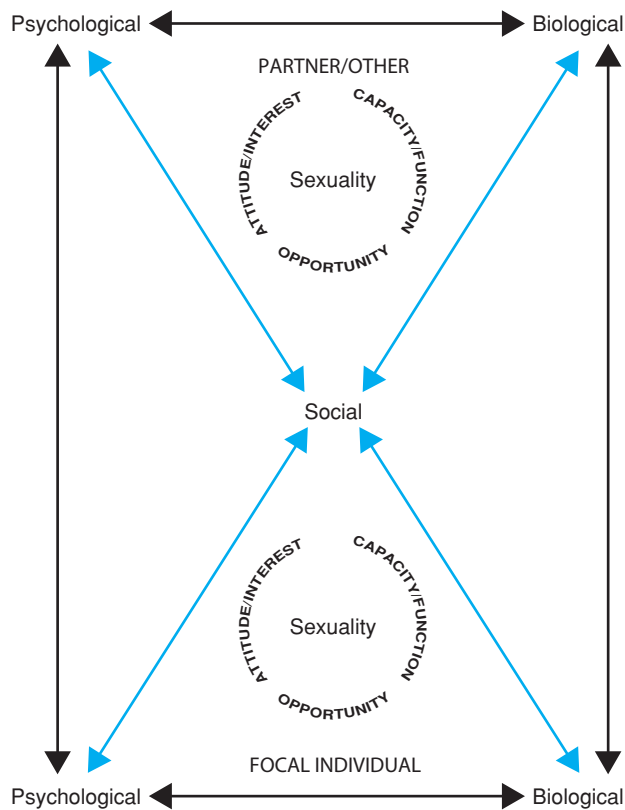 Psychological
Biological
PARTNER/OTHER
ATTITUDE/INTEREST
CAPACITY/FUNCTION
Sexuality
OPPORTUNITY
Social
ATTITUDE/INTEREST
CAPACITY/FUNCTION
Sexuality
OPPORTUNITY
FOCAL INDIVIDUAL
Psychological
Biological